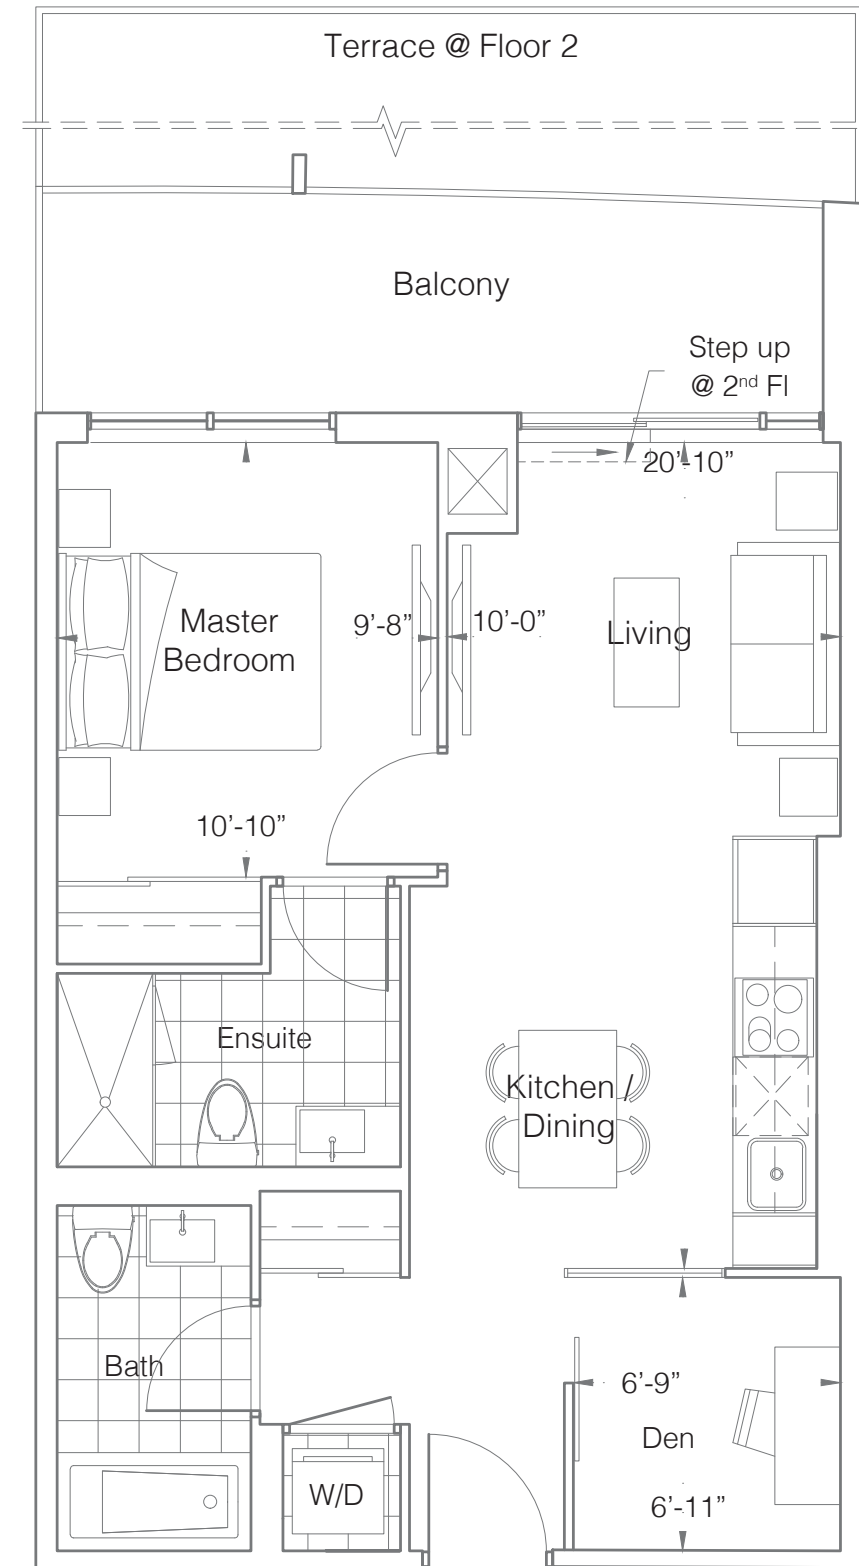 Terrace @ Floor 2
Balcony
Step up
@ 2nd Fl
20’-10”
Master
Bedroom
9’-8”
10’-0”
Living
10’-10”
Ensuite
Kitchen /
Dining
Bath
6’-9”
Den
W/D
6’-11”